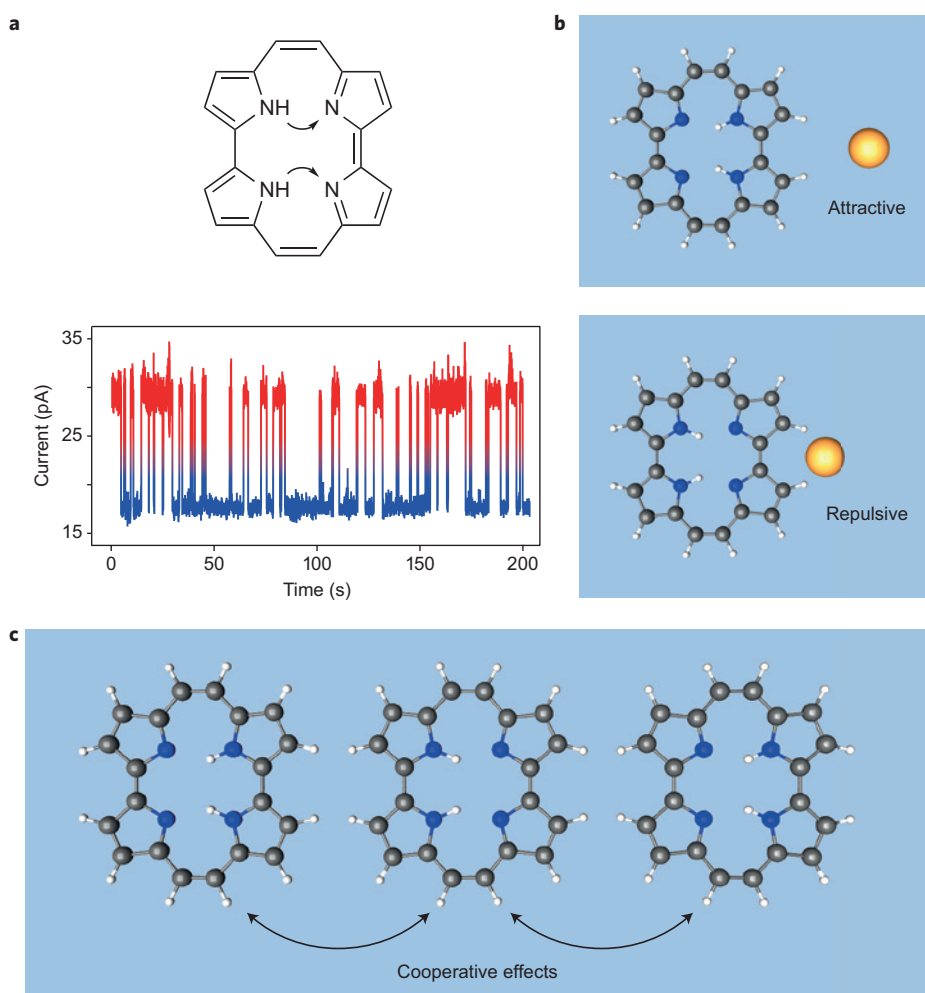 a
NH N
NH N
Current (pA)
35
25
15
0 50 100 150 200
Time (s)
b
Attractive
Repulsive
c
Cooperative effects